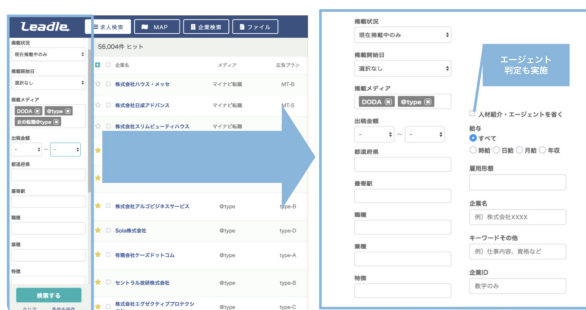 Leadle,
求人検索 MAP 企業検索 ファイル
56,004件 ヒット
掲載状況
現在掲載中のみ
掲載開始日
選択なし
掲載メディア
DODA × @type ×
女の転職@type ×
出稿金額
- ~ -
都道府県
最寄駅
職種
業種
特徴
検索する
クリア 条件を保存
企業名 メディア 広告プラン
株式会社ハウス・メッセ マイナビ転職 MT-B
株式会社日成アドバンス マイナビ転職 MT-S
株式会社スリムビューティハウス マイナビ転職
株式会社アルゴビジネスサービス @type type-B
Sola株式会社 @type type-D
有限会社ケーズドットコム @type type-A
セントラル技研株式会社 @type type-B
株式会社エグゼクティブプロテクシ @type type-C
掲載状況
現在掲載中のみ
掲載開始日
選択なし
掲載メディア
DODA × @type ×
出稿金額
- ~ -
都道府県
最寄駅
職種
業種
特徴
エージェント
判定も実施
人材紹介・エージェントを省く
給与
すべて
時給 日給 月給 年収
雇用形態
企業名
例）株式会社XXXX
キーワードその他
例）仕事内容、資格など
企業ID
数字のみ